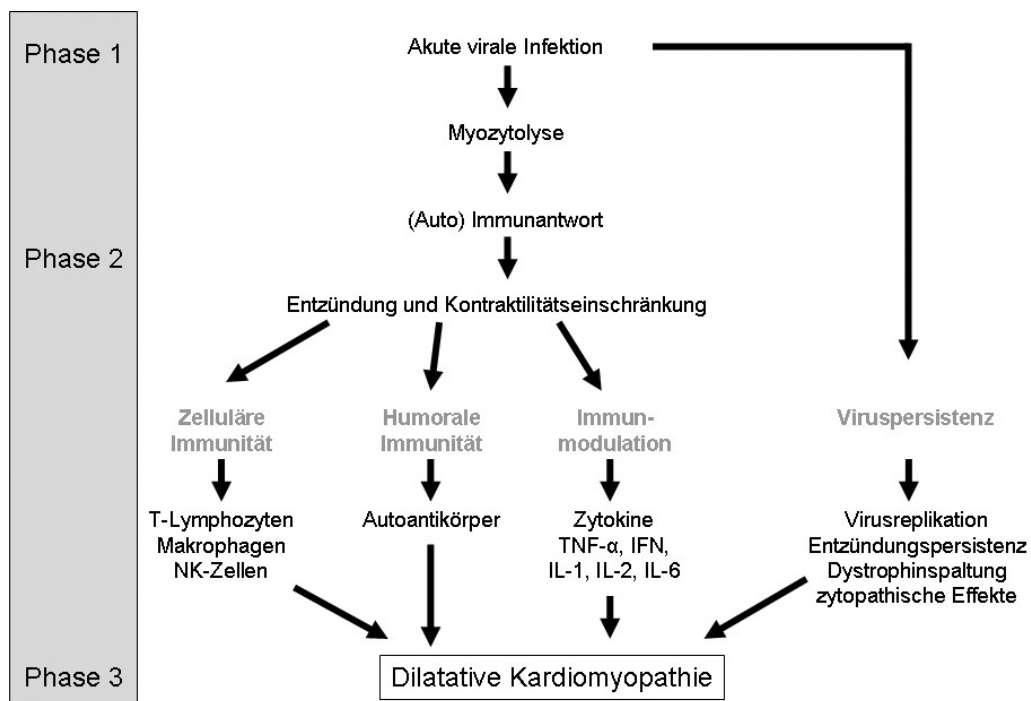 Phase 1
Akute virale Infektion
Myozytolyse
(Auto) Immunantwort
Phase 2
Entzündung und Kontraktilitätseinschränkung
Zelluläre
Immunität
Humorale
Immunität
Immun-
modulation
Viruspersistenz
T-Lymphozyten
Makrophagen
NK-Zellen
Autoantikörper
Zytokine
TNF-α, IFN,
IL-1, IL-2, IL-6
Virusreplikation
Entzündungspersistenz
Dystrophinspaltung
zytopathische Effekte
Phase 3
Dilatative Kardiomyopathie